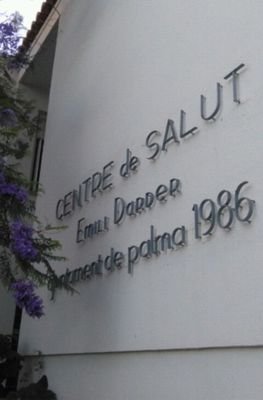 CENTRE de SALUT
EMILI DARDER
Ajuntament de palma 1986